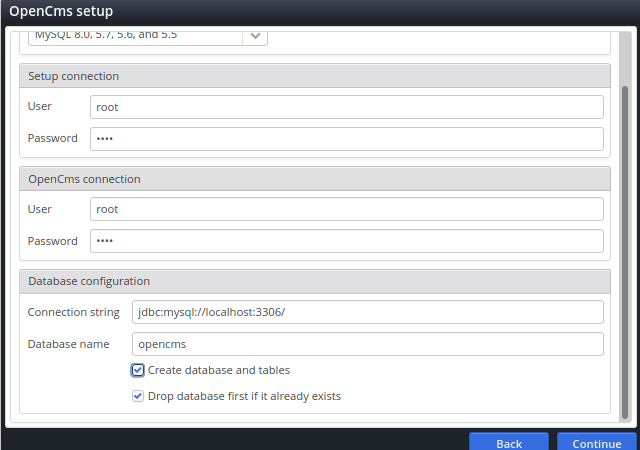 OpenCms setup
MySQL 8.0, 5.7, 5.6, and 5.5
Setup connection
User root
Password ••••
OpenCms connection
User root
Password ••••
Database configuration
Connection string jdbc:mysql://localhost:3306/
Database name opencms
Create database and tables
Drop database first if it already exists
Back Continue